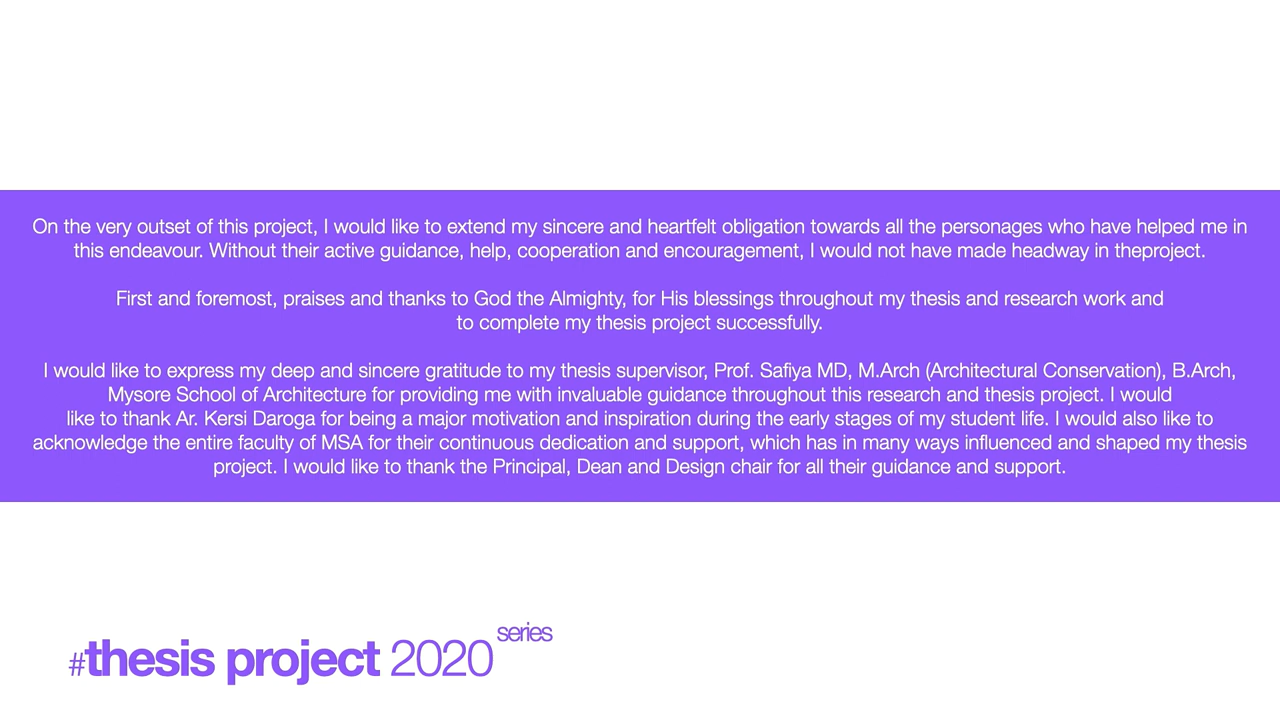 On the very outset of this project, I would like to extend my sincere and heartfelt obligation towards all the personages who have helped me in
this endeavour. Without their active guidance, help, cooperation and encouragement, I would not have made headway in theproject.
First and foremost, praises and thanks to God the Almighty, for His blessings throughout my thesis and research work and
to complete my thesis project successfully.
I would like to express my deep and sincere gratitude to my thesis supervisor, Prof. Safiya MD, M.Arch (Architectural Conservation), B.Arch,
Mysore School of Architecture for providing me with invaluable guidance throughout this research and thesis project. I would
like to thank Ar. Kersi Daroga for being a major motivation and inspiration during the early stages of my student life. I would also like to
acknowledge the entire faculty of MSA for their continuous dedication and support, which has in many ways influenced and shaped my thesis
project. I would like to thank the Principal, Dean and Design chair for all their guidance and support.
#thesis project 2020 series